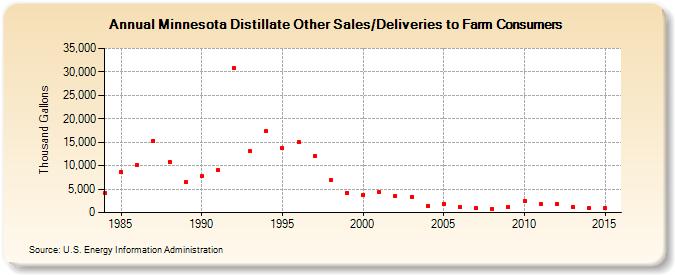 Annual Minnesota Distillate Other Sales/Deliveries to Farm Consumers
Thousand Gallons
35,000
30,000
25,000
20,000
15,000
10,000
5,000
0
1985 1990 1995 2000 2005 2010 2015
Source: U.S. Energy Information Administration